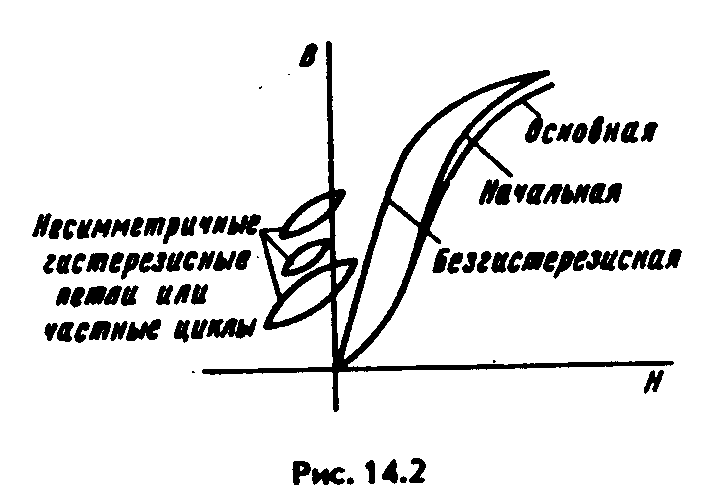 B
Основная
Начальная
Безгистерезисная
Несимметричные
гистерезисные
петли или
частные циклы
H
Рис. 14.2